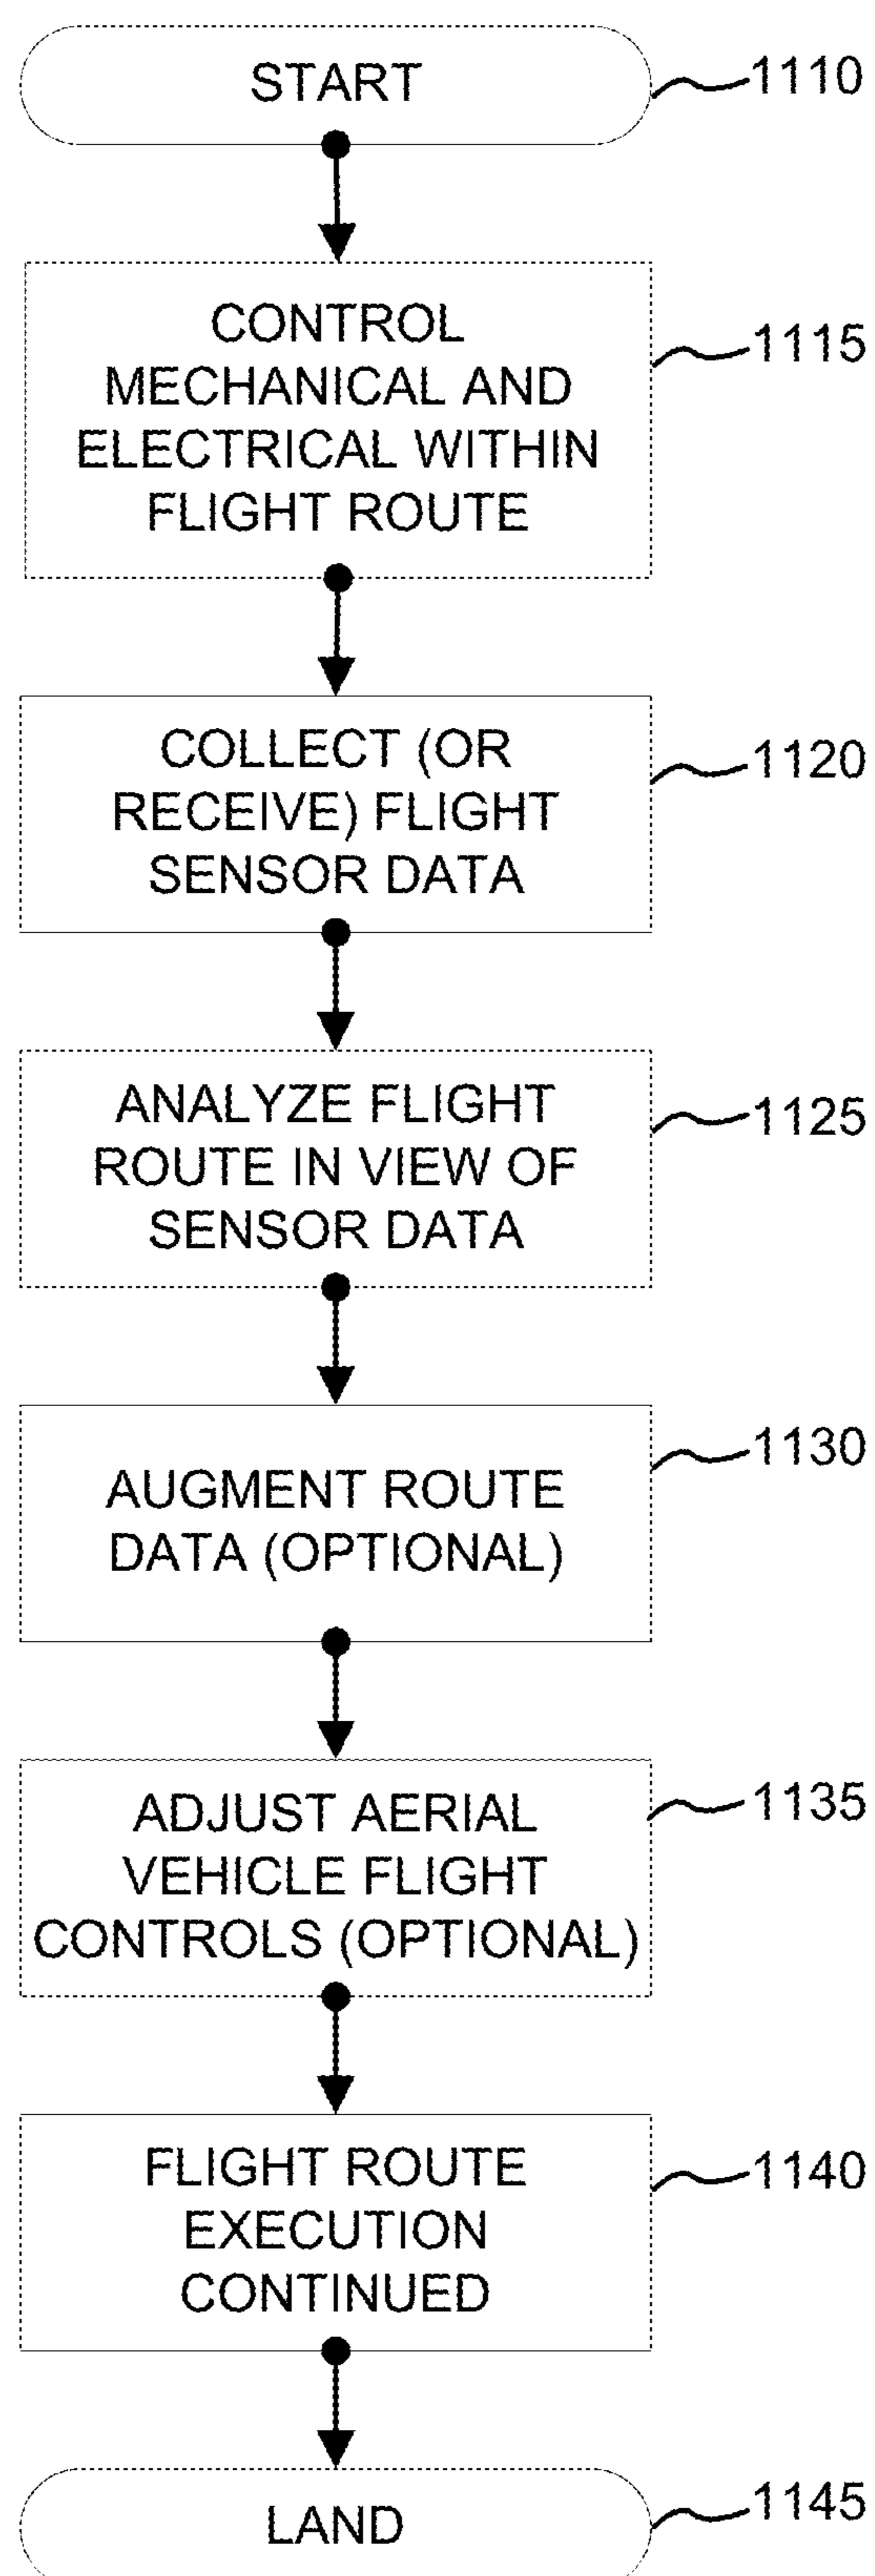 START
1110
CONTROL
MECHANICAL AND
ELECTRICAL WITHIN
FLIGHT ROUTE
1115
COLLECT (OR
RECEIVE) FLIGHT
SENSOR DATA
1120
ANALYZE FLIGHT
ROUTE IN VIEW OF
SENSOR DATA
1125
AUGMENT ROUTE
DATA (OPTIONAL)
1130
ADJUST AERIAL
VEHICLE FLIGHT
CONTROLS (OPTIONAL)
1135
FLIGHT ROUTE
EXECUTION
CONTINUED
1140
LAND
1145